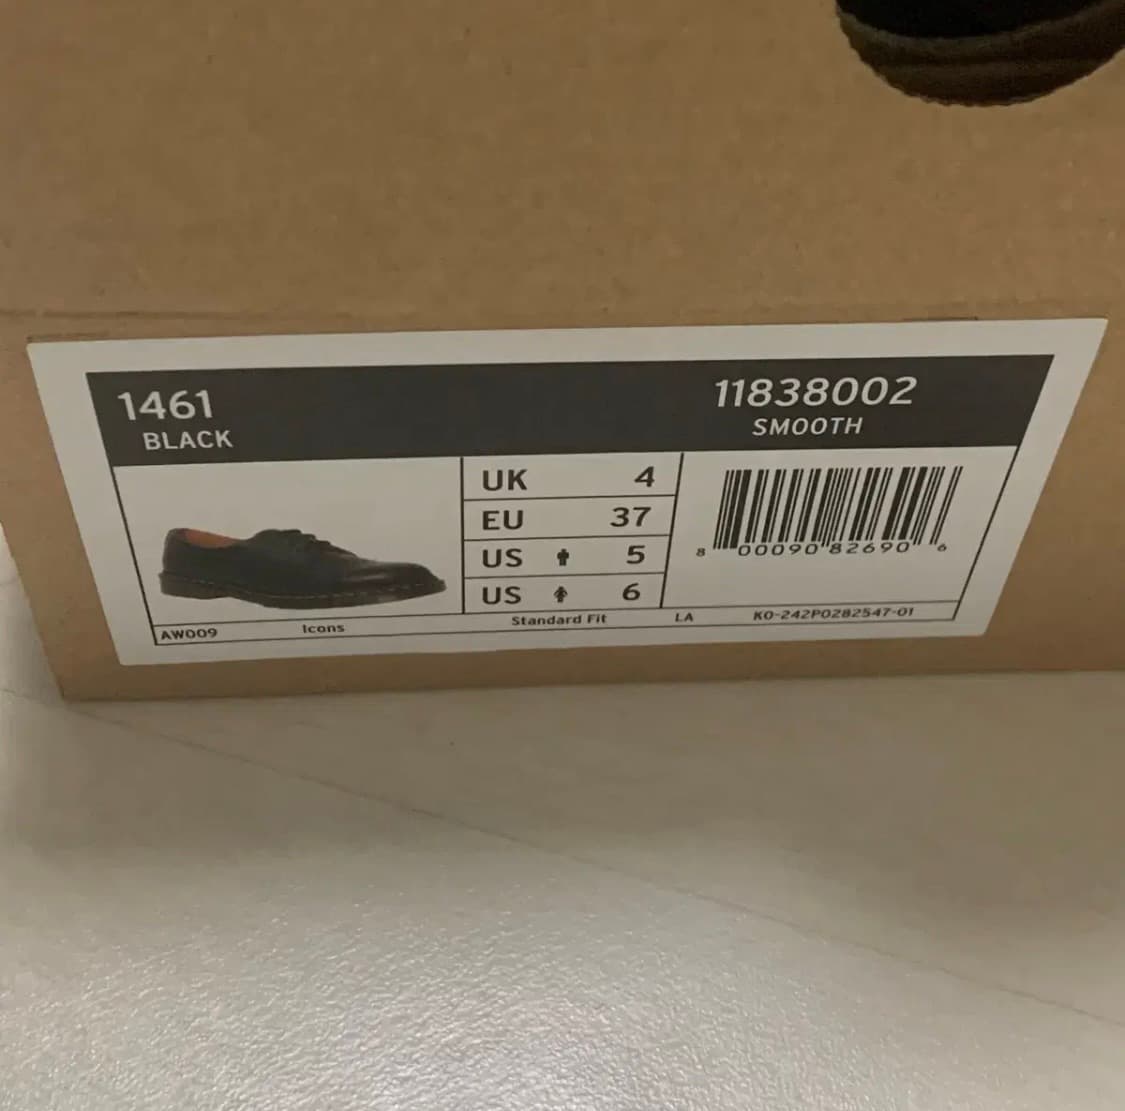 1461
BLACK
11838002
SMOOTH
UK 4
EU 37
US 5
US 6
8 00090 82690 6
AW009 Icons Standard Fit LA KO-242P0282547-01